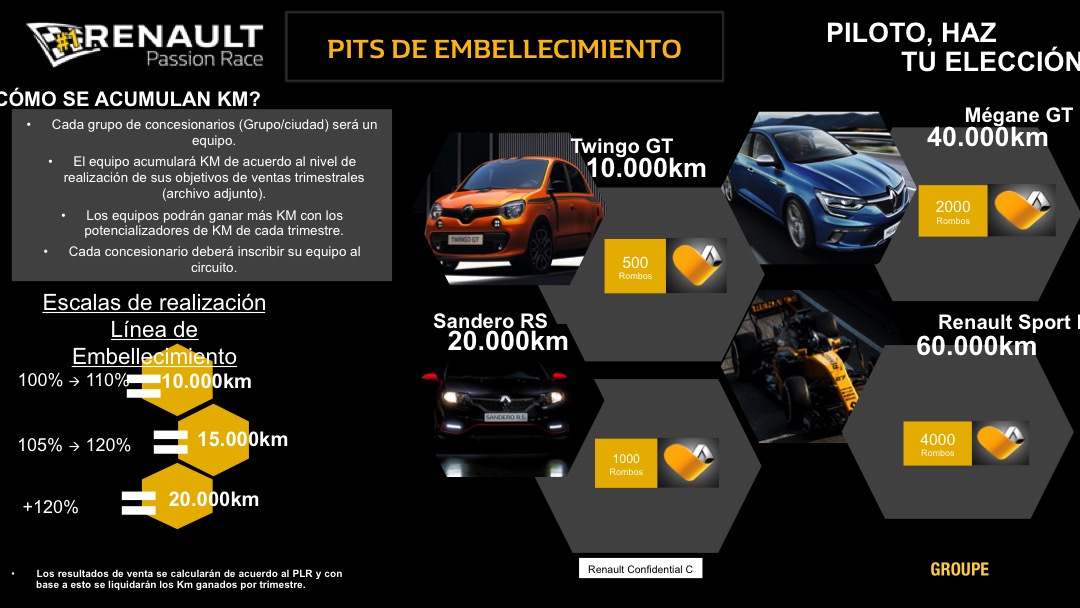 #1 RENAULT
Passion Race
PITS DE EMBELLECIMIENTO
PILOTO, HAZ
TU ELECCIÓN
CÓMO SE ACUMULAN KM?
• Cada grupo de concesionarios (Grupo/ciudad) será un
equipo.
• El equipo acumulará KM de acuerdo al nivel de
realización de sus objetivos de ventas trimestrales
(archivo adjunto).
• Los equipos podrán ganar más KM con los
potencializadores de KM de cada trimestre.
• Cada concesionario deberá inscribir su equipo al
circuito.
Escalas de realización
Línea de
Embellecimiento
100% → 110%
10.000km
105% → 120%
15.000km
+120%
20.000km
• Los resultados de venta se calcularán de acuerdo al PLR y con
base a esto se liquidarán los Km ganados por trimestre.
Twingo GT
10.000km
TWINGO GT
500
Rombos
Mégane GT
40.000km
2000
Rombos
Sandero RS
20.000km
SANDERO R.S.
1000
Rombos
Renault Sport
60.000km
4000
Rombos
Renault Confidential C
GROUPE